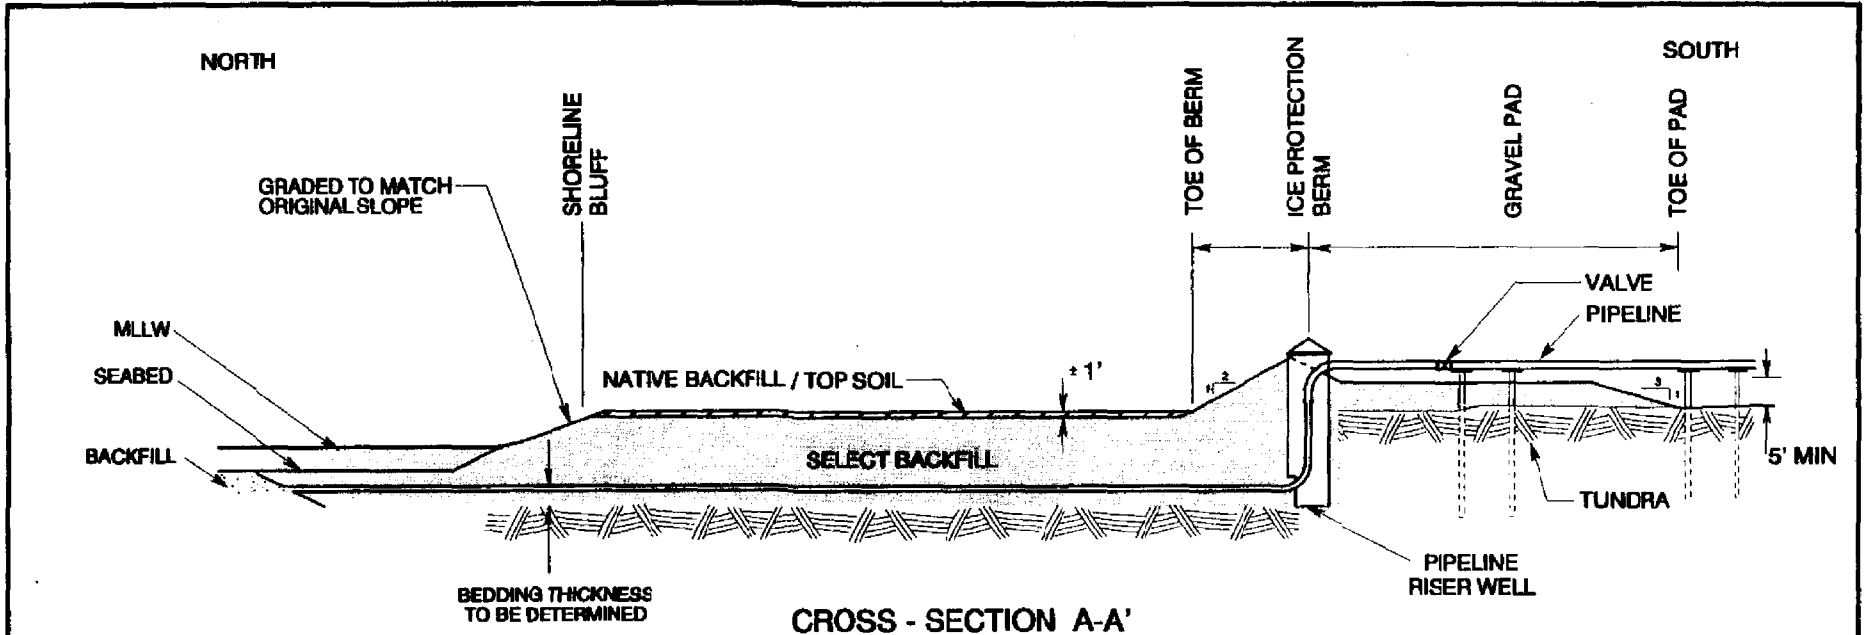 NORTH
SOUTH
SHORELINE
BLUFF
TOE OF BERM
ICE PROTECTION
BERM
GRAVEL PAD
TOE OF PAD
GRADED TO MATCH
ORIGINAL SLOPE
VALVE
PIPELINE
MLLW
SEABED
BACKFILL
NATIVE BACKFILL / TOP SOIL
± 1'
2
1
3
1
SELECT BACKFILL
5' MIN
TUNDRA
PIPELINE
RISER WELL
BEDDING THICKNESS
TO BE DETERMINED
CROSS - SECTION A-A'